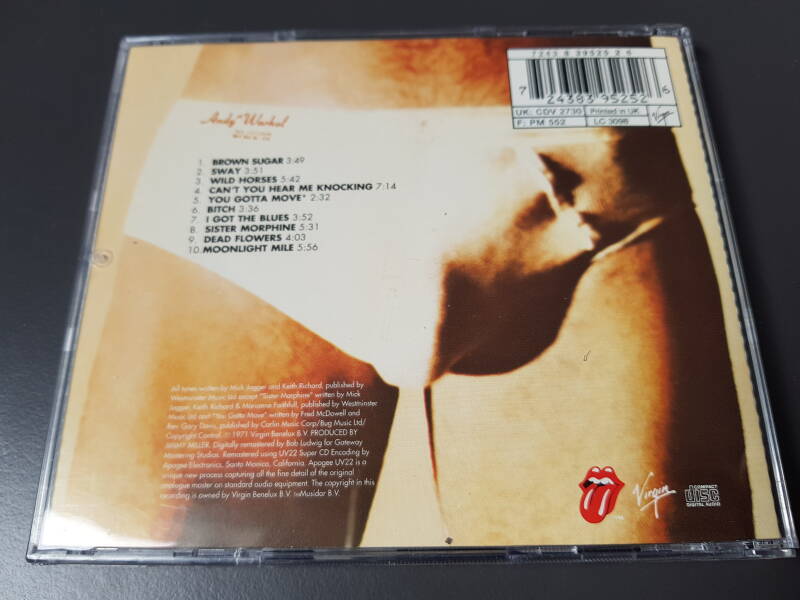 7243 8 39525 2 6
7 24383 95252 6
UK: CDV 2730 Printed in UK
F: PM 552 LC 3098 Virgin
Andy Warhol
1. BROWN SUGAR 3:49
2. SWAY 3:51
3. WILD HORSES 5:42
4. CAN'T YOU HEAR ME KNOCKING 7:14
5. YOU GOTTA MOVE* 2:32
6. BITCH 3:36
7. I GOT THE BLUES 3:52
8. SISTER MORPHINE 5:31
9. DEAD FLOWERS 4:03
10. MOONLIGHT MILE 5:56
All tunes written by Mick Jagger and Keith Richard, published by
Westminster Music Ltd except "Sister Morphine" written by Mick
Jagger, Keith Richard & Marianne Faithfull, published by Westminster
Music Ltd and "You Gotta Move" written by Fred McDowell and
Rev. Gary Davis, published by Carlin Music Corp/Bug Music Ltd/
Copyright Control. © 1971 Virgin Benelux B.V. PRODUCED BY
JIMMY MILLER. Digitally remastered by Bob Ludwig for Gateway
Mastering Studios. Remastered using UV22 Super CD Encoding by
Apogee Electronics, Santa Monica, California. Apogee UV22 is a
unique new process capturing all the fine detail of the original
analogue master on standard audio equipment. The copyright in this
recording is owned by Virgin Benelux B.V. Musidor B.V.
Virgin
COMPACT
disc
DIGITAL AUDIO